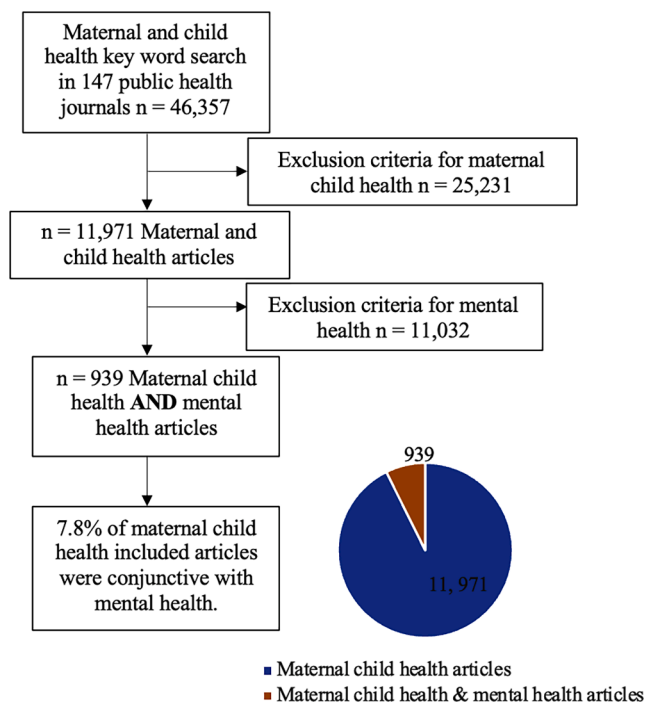 Maternal and
child health
health key word search
in 147 public health
journals n = 46,357
Exclusion criteria for maternal
child health n = 25,231
n = 11,971 Maternal and
child health articles
Exclusion criteria for mental
health n = 11,032
n = 939 Maternal child
health AND mental
health articles
7.8% of maternal child
health included articles
were conjunctive with
mental health.
939
11, 971
Maternal child health articles
Maternal child health & mental health articles